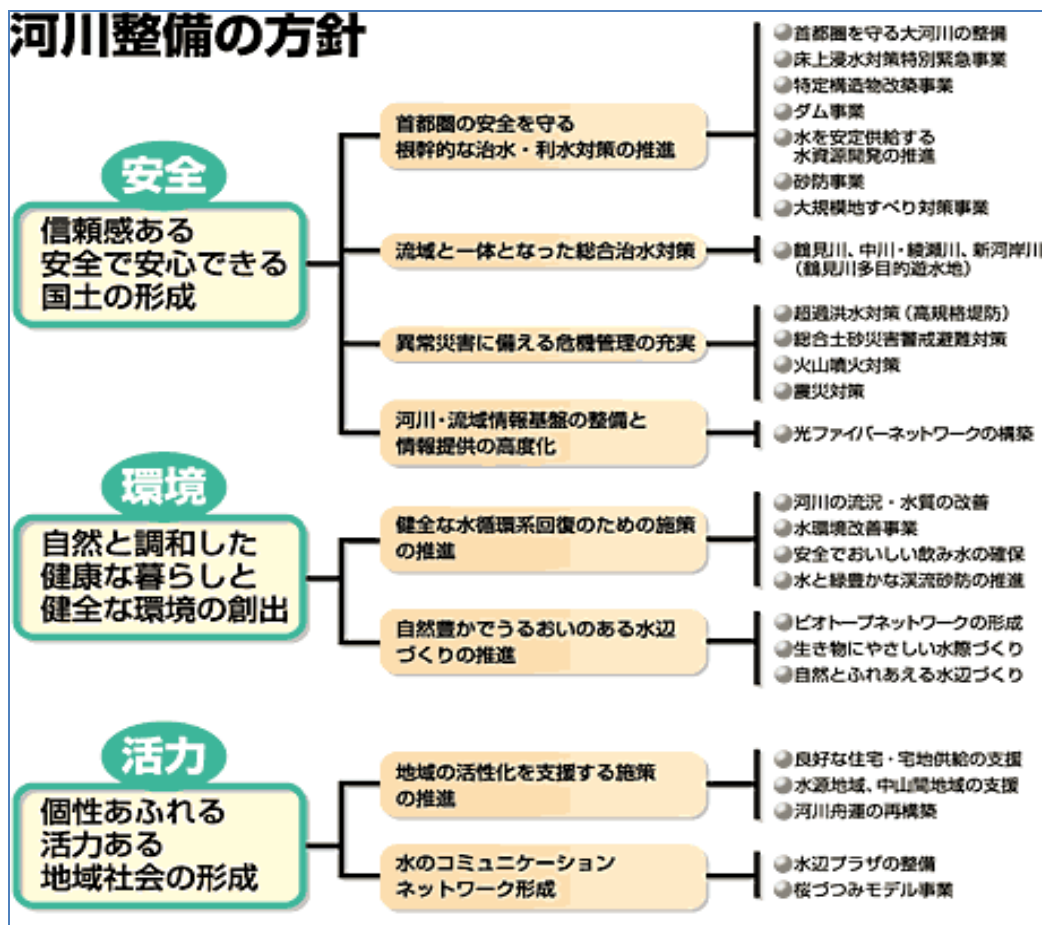 河川整備の方針
安全
信頼感ある
安全で安心できる
国土の形成
首都圏の安全を守る
根幹的な治水・利水対策の推進
●首都圏を守る大河川の整備
●床上浸水対策特別緊急事業
●特定構造物改築事業
●ダム事業
●水を安定供給する
水資源開発の推進
●砂防事業
●大規模地すべり対策事業
流域と一体となった総合治水対策
●鶴見川、中川・綾瀬川、新河岸川
(鶴見川多目的遊水地)
異常災害に備える危機管理の充実
●超過洪水対策(高規格堤防)
●総合土砂災害警戒避難対策
●火山噴火対策
●震災対策
河川・流域情報基盤の整備と
情報提供の高度化
●光ファイバーネットワークの構築
環境
自然と調和した
健康な暮らしと
健全な環境の創出
健全な水循環系回復のための施策
の推進
●河川の流況・水質の改善
●水環境改善事業
●安全でおいしい飲み水の確保
●水と緑豊かな渓流砂防の推進
自然豊かでうるおいのある水辺
づくりの推進
●ビオトープネットワークの形成
●生き物にやさしい水際づくり
●自然とふれあえる水辺づくり
活力
個性あふれる
活力ある
地域社会の形成
地域の活性化を支援する施策
の推進
●良好な住宅・宅地供給の支援
●水源地域、中山間地域の支援
●河川舟運の再構築
水のコミュニケーション
ネットワーク形成
●水辺プラザの整備
●桜づつみモデル事業